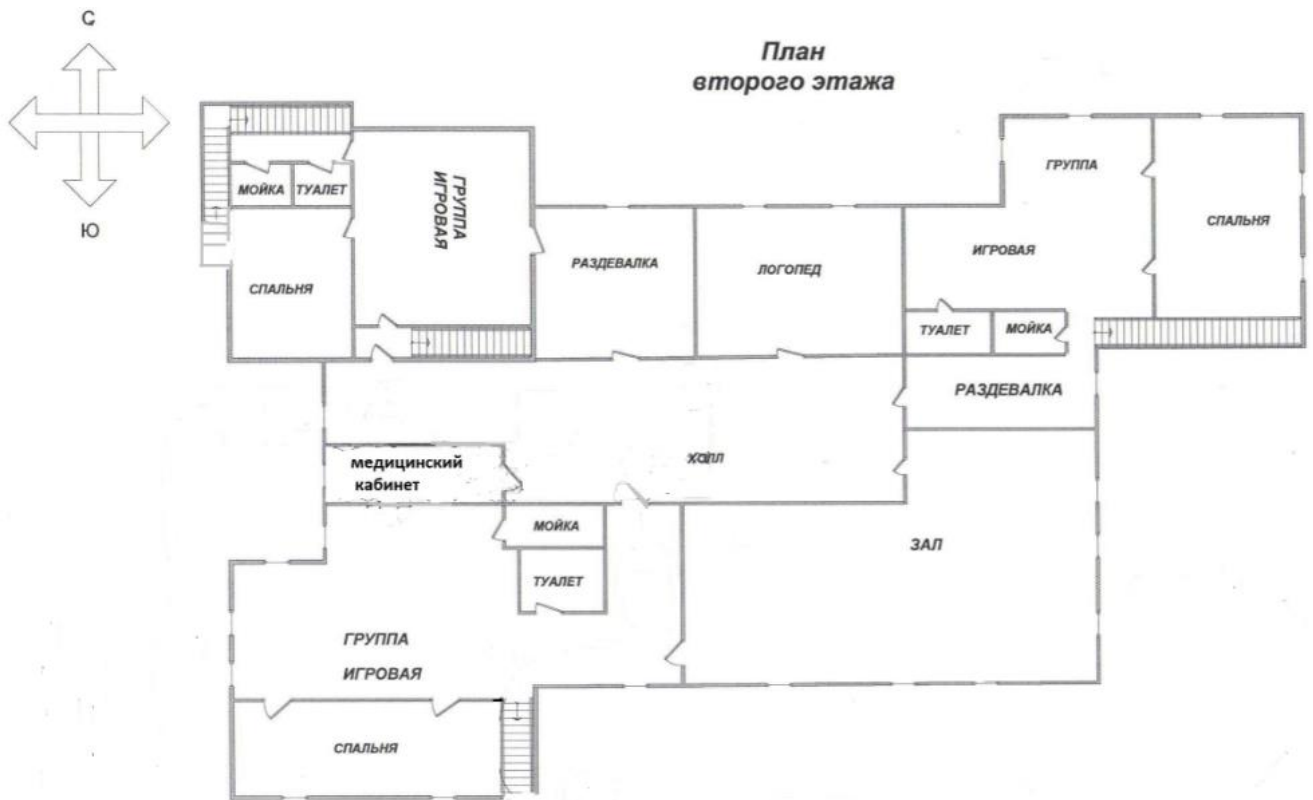 С
Ю
План
второго этажа
МОЙКА
ТУАЛЕТ
ГРУППА
ИГРОВАЯ
СПАЛЬНЯ
РАЗДЕВАЛКА
ЛОГОПЕД
ГРУППА
ИГРОВАЯ
СПАЛЬНЯ
ТУАЛЕТ
МОЙКА
РАЗДЕВАЛКА
ХОЛЛ
медицинский
кабинет
МОЙКА
ТУАЛЕТ
ЗАЛ
ГРУППА
ИГРОВАЯ
СПАЛЬНЯ